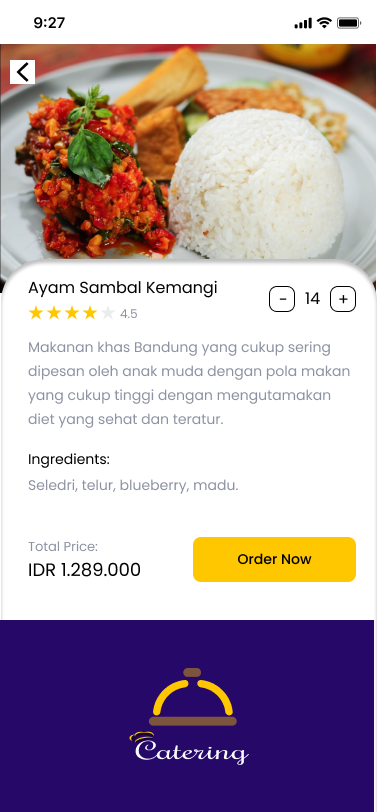 9:27
Ayam Sambal Kemangi
- 14 +
4.5
Makanan khas Bandung yang cukup sering
dipesan oleh anak muda dengan pola makan
yang cukup tinggi dengan mengutamakan
diet yang sehat dan teratur.
Ingredients:
Seledri, telur, blueberry, madu.
Total Price:
IDR 1.289.000
Order Now
Catering